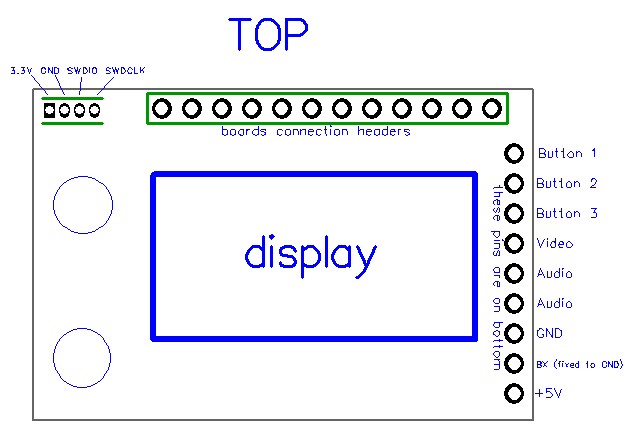 TOP
3.3V GND SWDIO SWDCLK
boards connection headers
Button 1
Button 2
Button 3
Video
Audio
Audio
GND
BX (fixed to GND)
+5V
these pins are on bottom
display